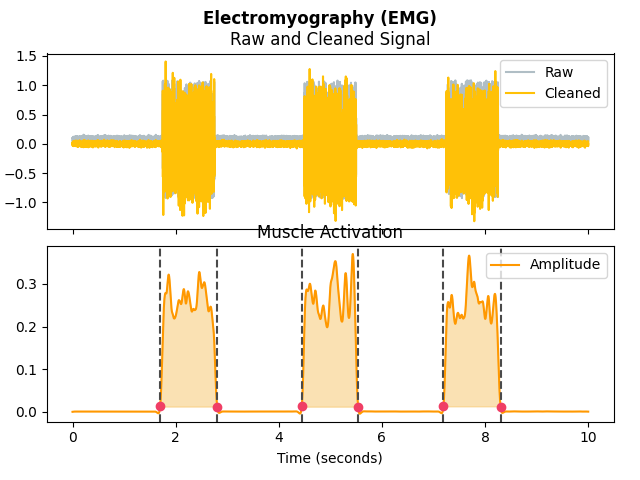 Electromyography (EMG)
Raw and Cleaned Signal
1.5
1.0
0.5
0.0
−0.5
−1.0
Raw
Cleaned
Muscle Activation
0.3
0.2
0.1
0.0
Amplitude
0 2 4 6 8 10
Time (seconds)